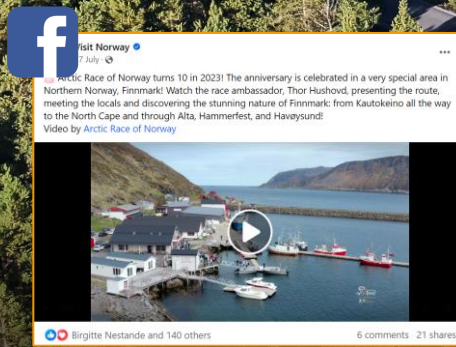 Visit Norway
7 July
Arctic Race of Norway turns 10 in 2023! The anniversary is celebrated in a very special area in
Northern Norway, Finnmark! Watch the race ambassador, Thor Hushovd, presenting the route,
meeting the locals and discovering the stunning nature of Finnmark: from Kautokeino all the way
to the North Cape and through Alta, Hammerfest, and Havøysund!
Video by Arctic Race of Norway
Birgitte Nestande and 140 others
6 comments 21 shares